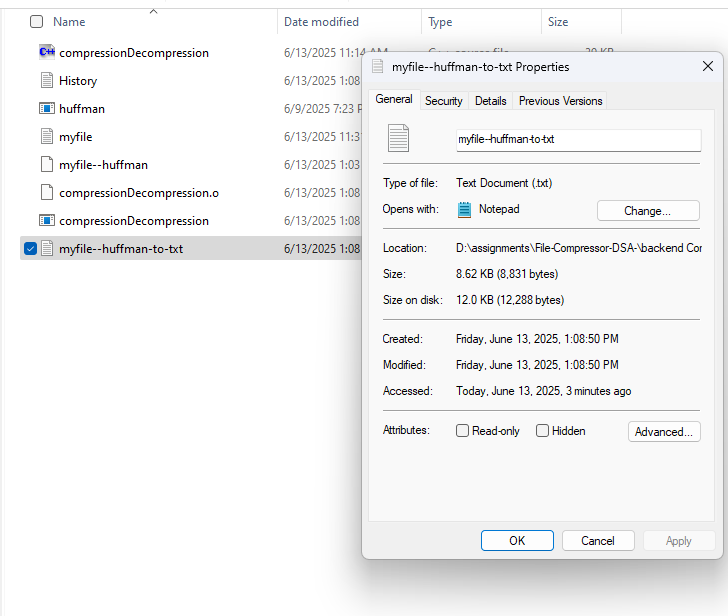 Name Date modified Type Size
C++ compressionDecompression 6/13/2025 11:14 AM C++ source file 20 KB
History 6/13/2025 1:08
huffman 6/9/2025 7:23 P
myfile 6/13/2025 11:3
myfile--huffman 6/13/2025 1:03
compressionDecompression.o 6/13/2025 1:08
compressionDecompression 6/13/2025 1:08
myfile--huffman-to-txt 6/13/2025 1:08
myfile--huffman-to-txt Properties
General Security Details Previous Versions
myfile--huffman-to-txt
Type of file: Text Document (.txt)
Opens with: Notepad Change...
Location: D:\assignments\File-Compressor-DSA-\backend Cor
Size: 8.62 KB (8,831 bytes)
Size on disk: 12.0 KB (12,288 bytes)
Created: Friday, June 13, 2025, 1:08:50 PM
Modified: Friday, June 13, 2025, 1:08:50 PM
Accessed: Today, June 13, 2025, 3 minutes ago
Attributes: Read-only Hidden Advanced...
OK Cancel Apply